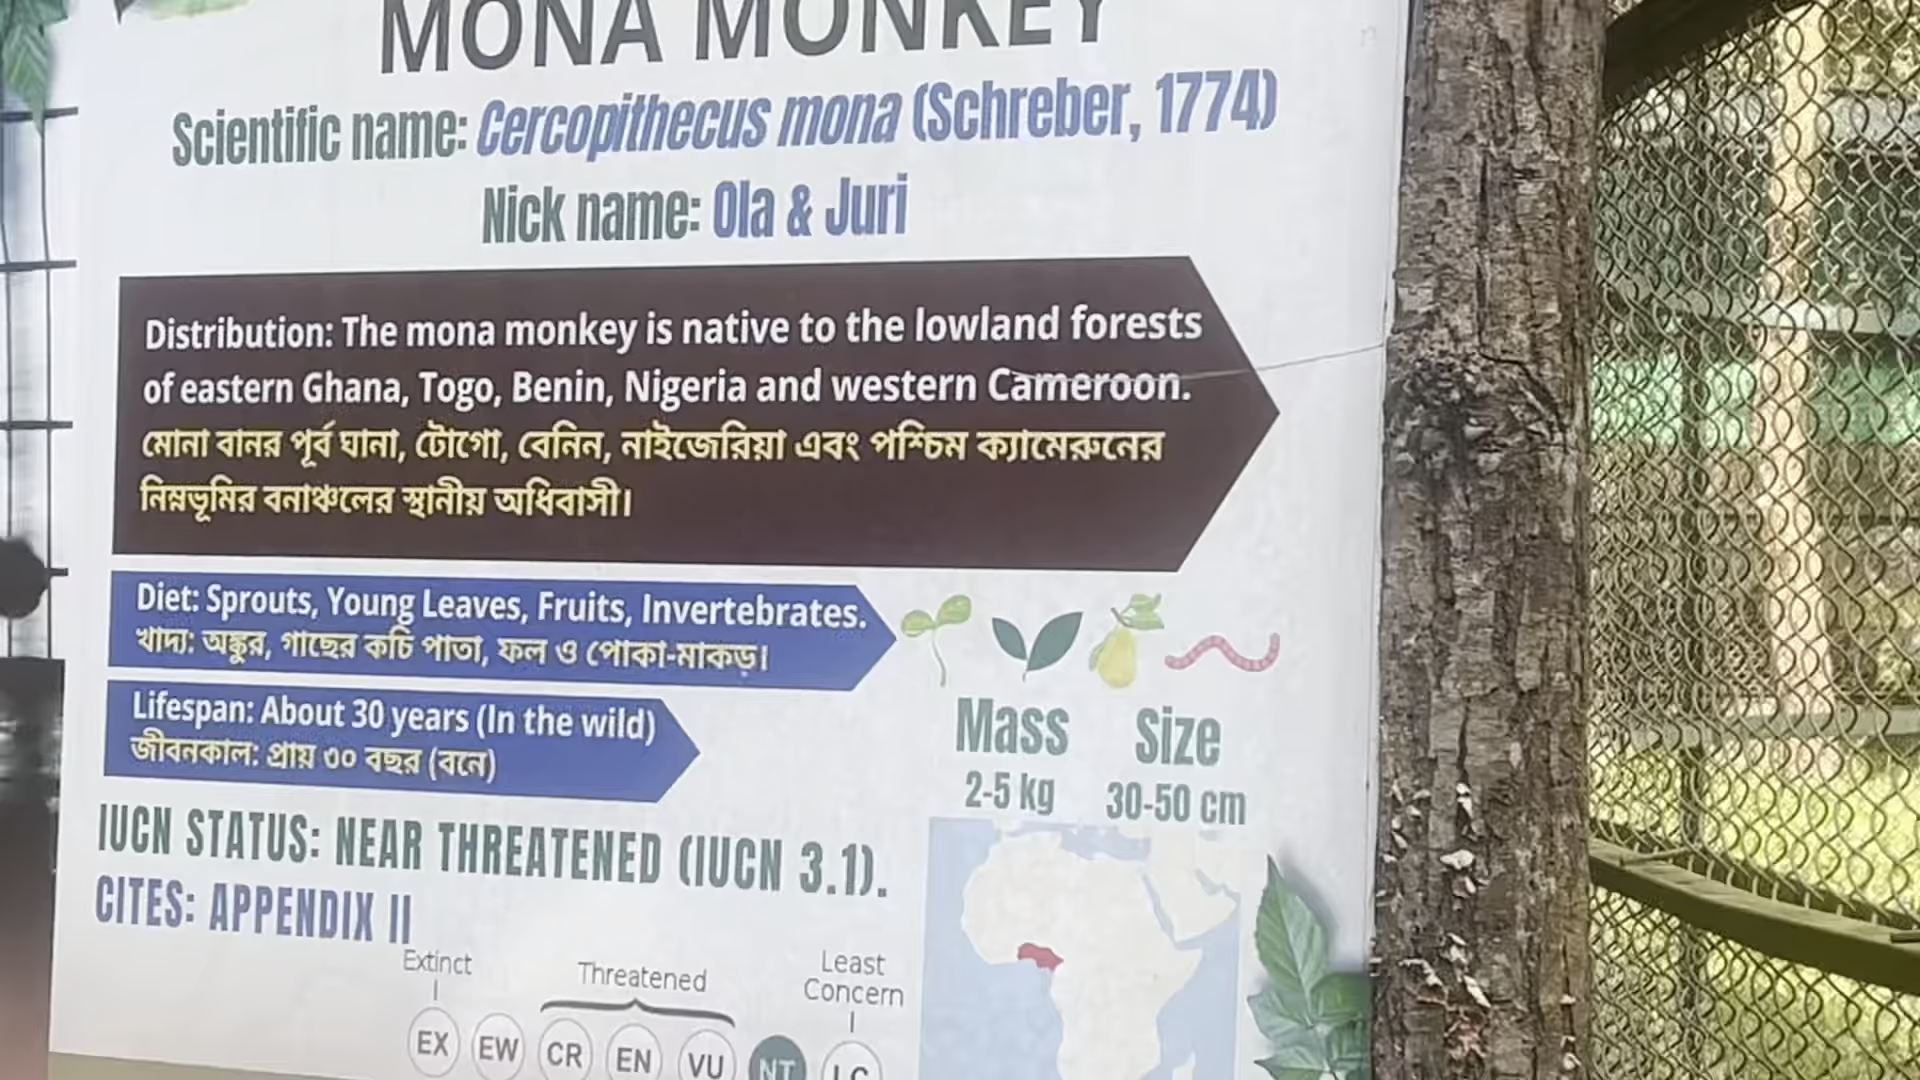 MONA MONKEY
Scientific name: Cercopithecus mona (Schreber, 1774)
Nick name: Ola & Juri
Distribution: The mona monkey is native to the lowland forests
of eastern Ghana, Togo, Benin, Nigeria and western Cameroon.
মোনা বানর পূর্ব ঘানা, টোগো, বেনিন, নাইজেরিয়া এবং পশ্চিম ক্যামেরুনের
নিম্নভূমির বনাঞ্চলের স্থানীয় অধিবাসী।
Diet: Sprouts, Young Leaves, Fruits, Invertebrates.
খাদ্য: অঙ্কুর, গাছের কচি পাতা, ফল ও পোকা-মাকড়।
Lifespan: About 30 years (In the wild)
জীবনকাল: প্রায় ৩০ বছর (বনে)
Mass Size
2-5 kg 30-50 cm
IUCN STATUS: NEAR THREATENED (IUCN 3.1).
CITES: APPENDIX II
Extinct Threatened Least
Concern
EX EW CR EN VU NT LC